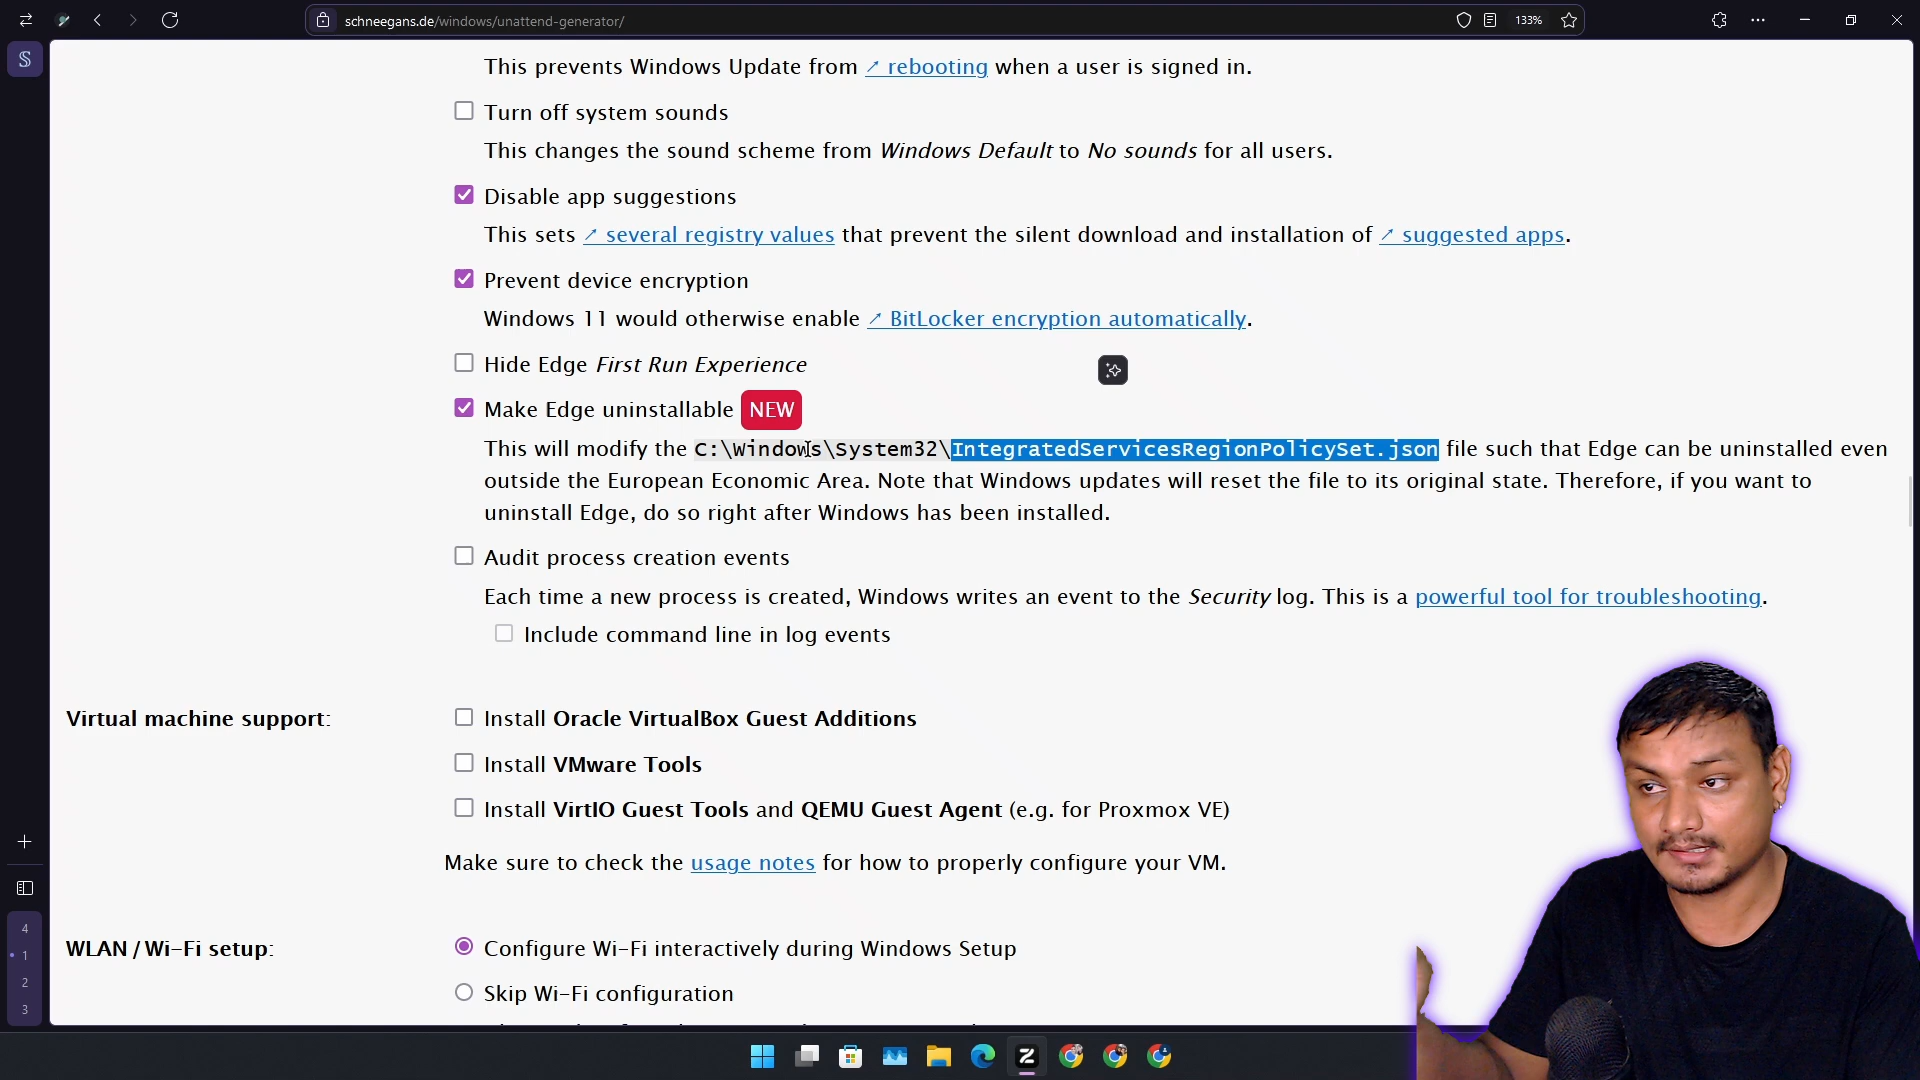 schneegans.de/windows/unattend-generator/
133%
This prevents Windows Update from ↗ rebooting when a user is signed in.
Turn off system sounds
This changes the sound scheme from Windows Default to No sounds for all users.
Disable app suggestions
This sets ↗ several registry values that prevent the silent download and installation of ↗ suggested apps.
Prevent device encryption
Windows 11 would otherwise enable ↗ BitLocker encryption automatically.
Hide Edge First Run Experience
Make Edge uninstallable NEW
This will modify the C:\Windows\System32\IntegratedServicesRegionPolicySet.json file such that Edge can be uninstalled even
outside the European Economic Area. Note that Windows updates will reset the file to its original state. Therefore, if you want to
uninstall Edge, do so right after Windows has been installed.
Audit process creation events
Each time a new process is created, Windows writes an event to the Security log. This is a powerful tool for troubleshooting.
Include command line in log events
Virtual machine support:
Install Oracle VirtualBox Guest Additions
Install VMware Tools
Install VirtIO Guest Tools and QEMU Guest Agent (e.g. for Proxmox VE)
Make sure to check the usage notes for how to properly configure your VM.
WLAN / Wi-Fi setup:
Configure Wi-Fi interactively during Windows Setup
Skip Wi-Fi configuration
4
1
2
3